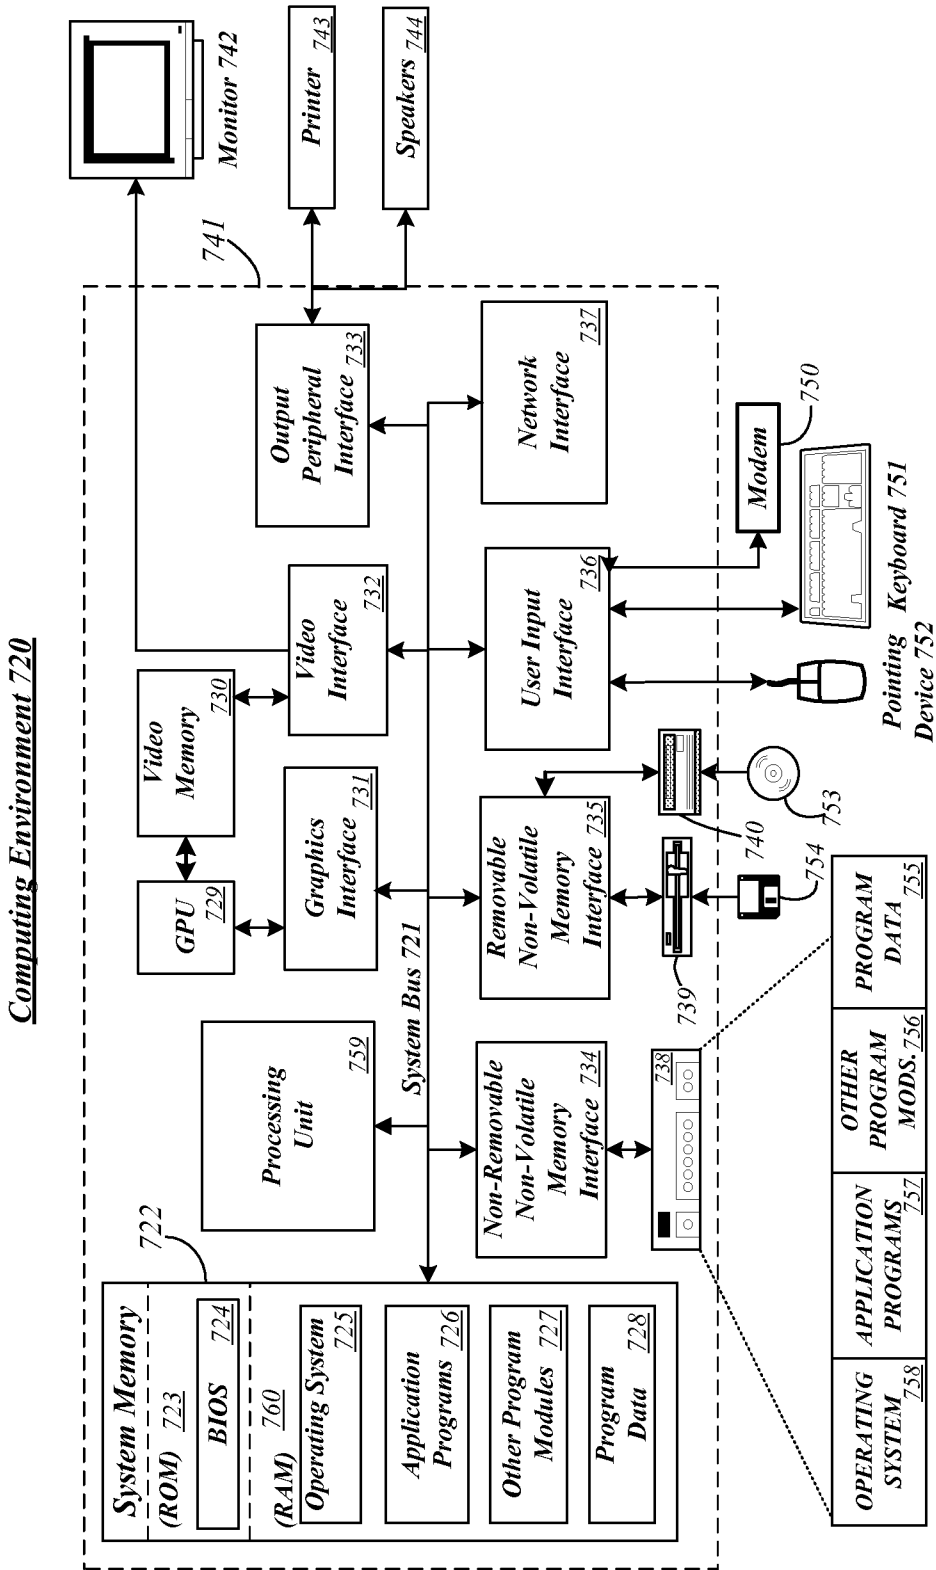 Computing Environment 720
System Memory
722
(ROM) 723
BIOS 724
(RAM) 760
Operating System
725
Application
Programs 726
Other Program
Modules 727
Program
Data 728
Processing
Unit
759
System Bus 721
GPU
729
Video
Memory
730
Graphics
Interface
731
Video
Interface
732
Output
Peripheral
Interface
733
741
Monitor 742
Printer
743
Speakers
744
Non-Removable
Non-Volatile
Memory
Interface
734
Removable
Non-Volatile
Memory
Interface
735
User Input
Interface
736
Network
Interface
737
738
739
740
754
753
Pointing
Device 752
Keyboard 751
Modem
750
OPERATING
SYSTEM
758
APPLICATION
PROGRAMS
757
OTHER
PROGRAM
MODS.
756
PROGRAM
DATA
755